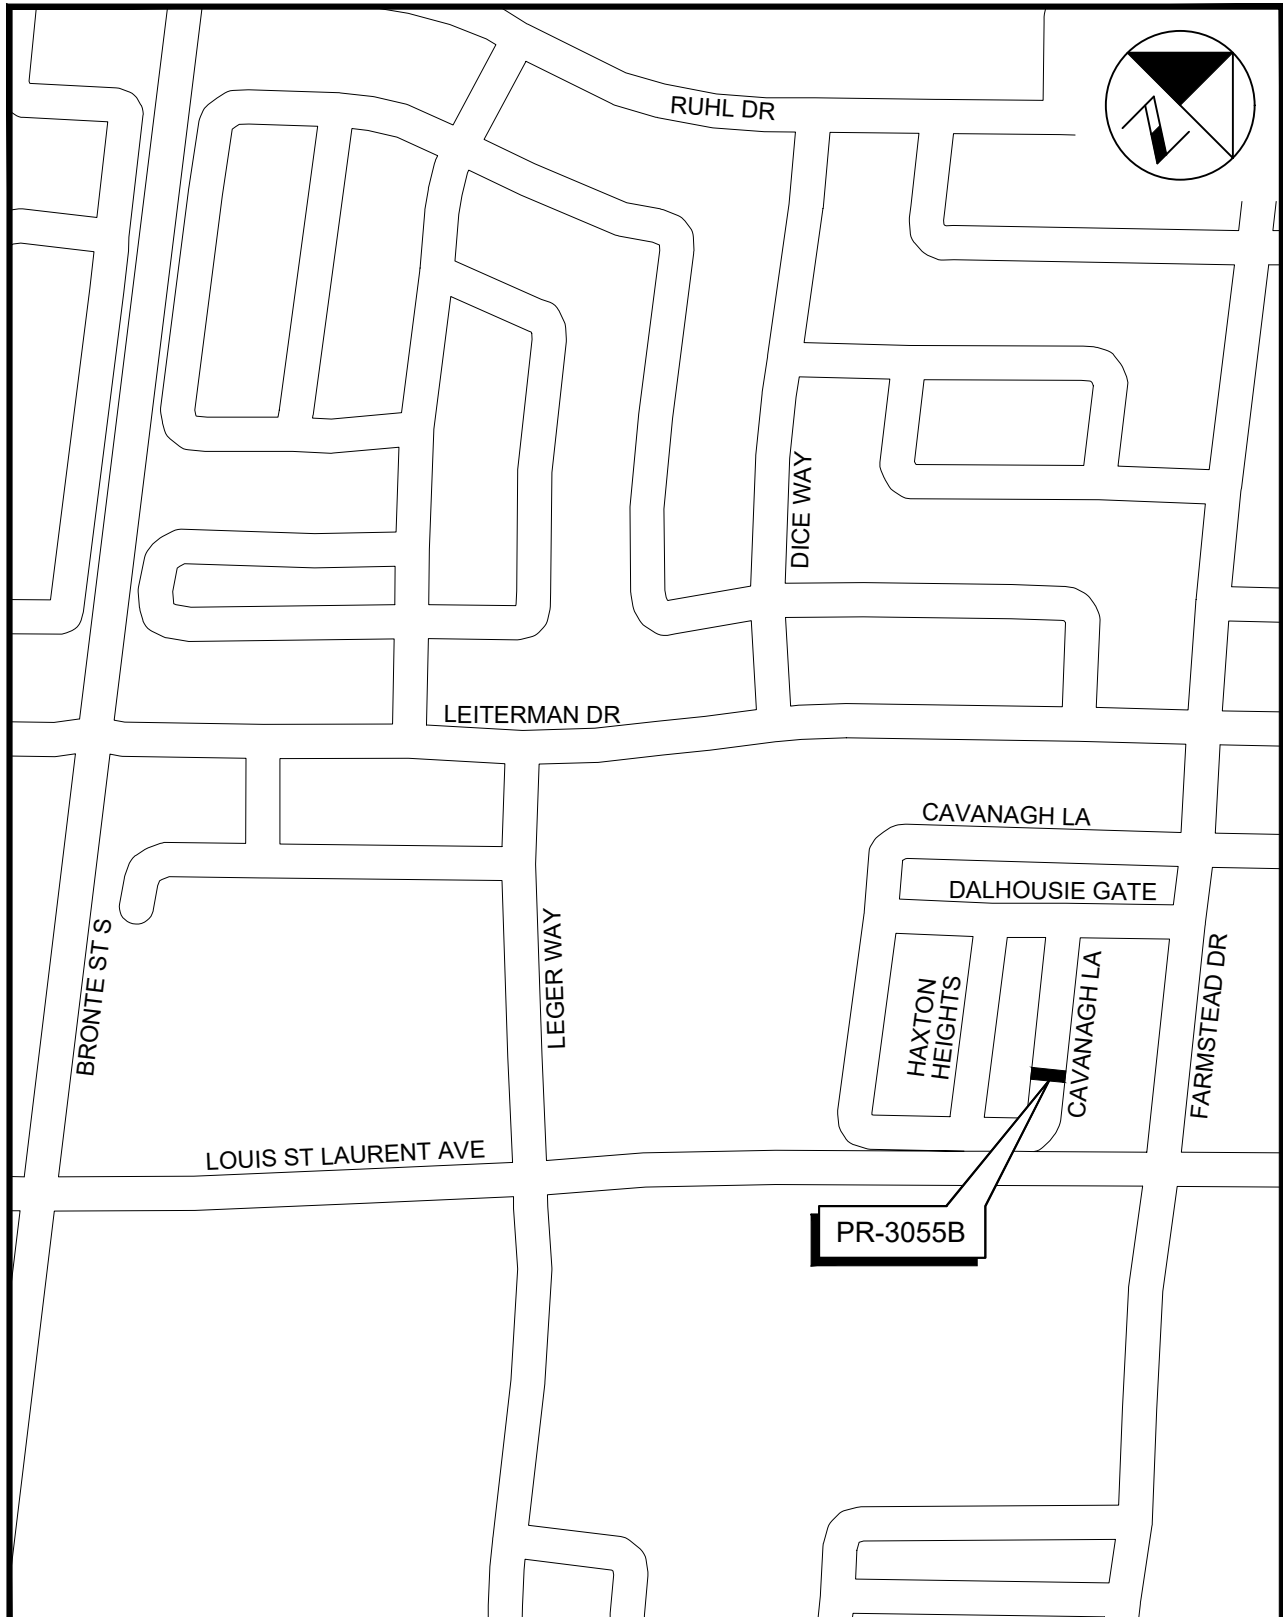 RUHL DR
DICE WAY
LEITERMAN DR
CAVANAGH LA
DALHOUSIE GATE
BRONTE ST S
LEGER WAY
HAXTON
HEIGHTS
CAVANAGH LA
FARMSTEAD DR
LOUIS ST LAURENT AVE
PR-3055B